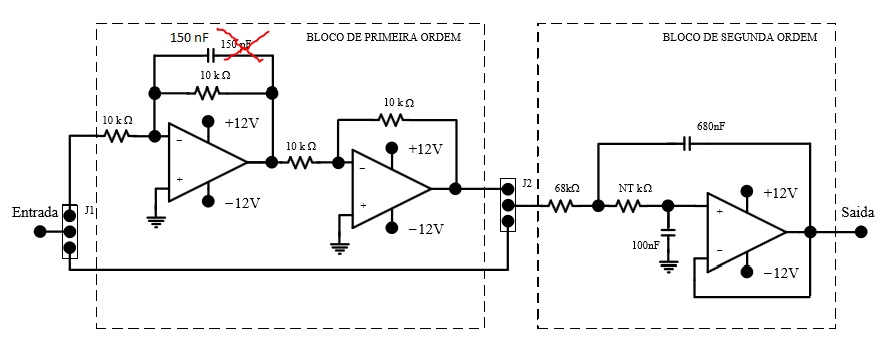 BLOCO DE PRIMEIRA ORDEM
BLOCO DE SEGUNDA ORDEM
150 nF
150 nF
10 k Ω
10 k Ω
10 k Ω
10 k Ω
+12V
+12V
−
+
−
+
−12V
−12V
Entrada
J1
J2
680nF
68kΩ
NT kΩ
100nF
+12V
+
−
−12V
Saida